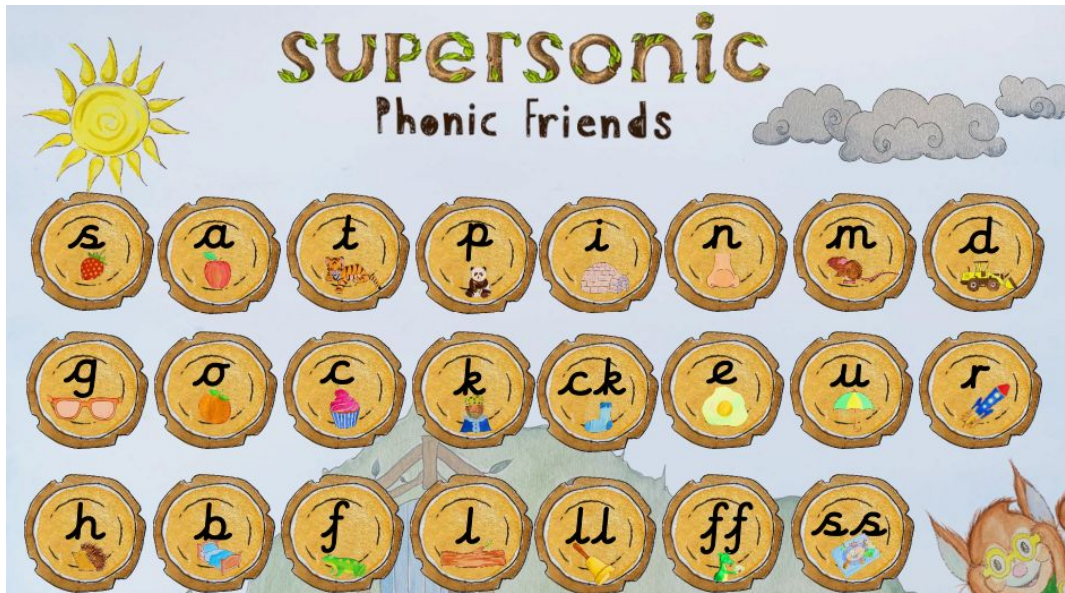 supersonic
Phonic Friends
s a t p i n m d
g o c k ck e u r
h b f l ll ff ss